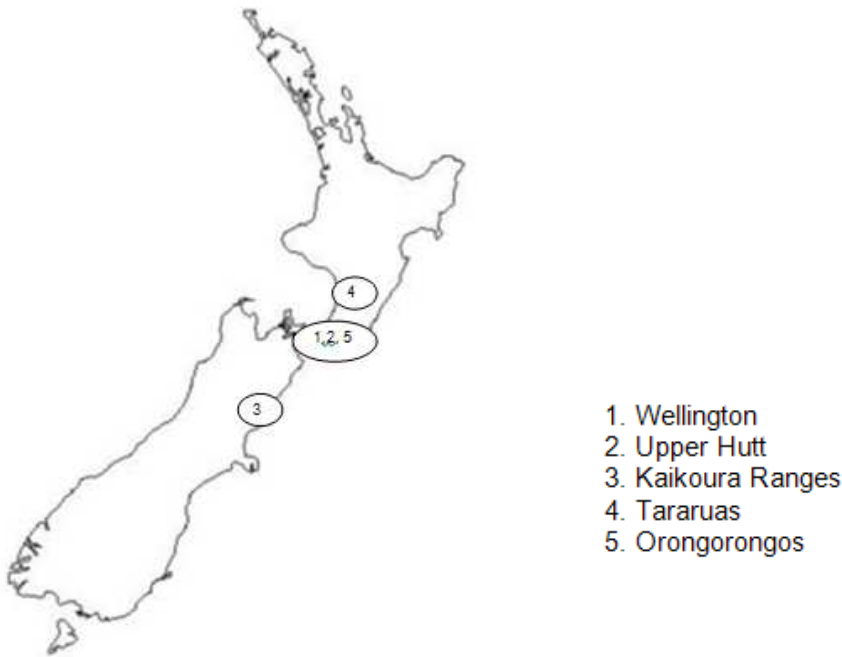 4
1,2, 5
3
1. Wellington
2. Upper Hutt
3. Kaikoura Ranges
4. Tararuas
5. Orongorongos